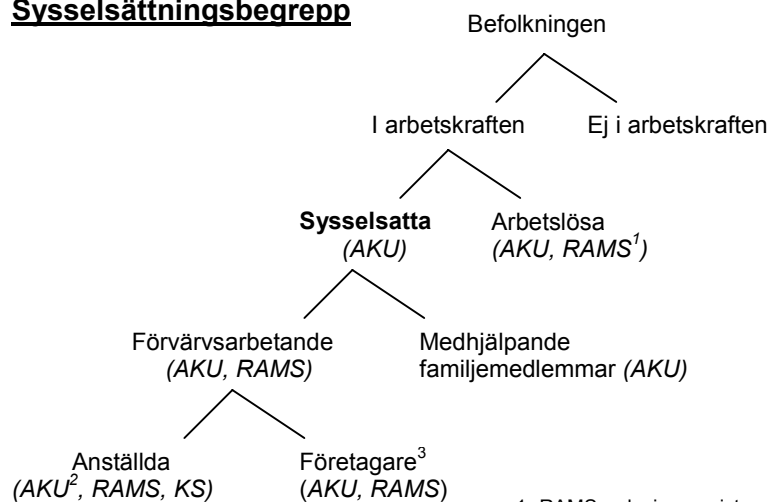 Sysselsättningsbegrepp
Befolkningen
I arbetskraften
Ej i arbetskraften
Sysselsatta
(AKU)
Arbetslösa
(AKU, RAMS¹)
Förvärvsarbetande
(AKU, RAMS)
Medhjälpande
familjemedlemmar (AKU)
Anställda
(AKU², RAMS, KS)
Företagare³
(AKU, RAMS)